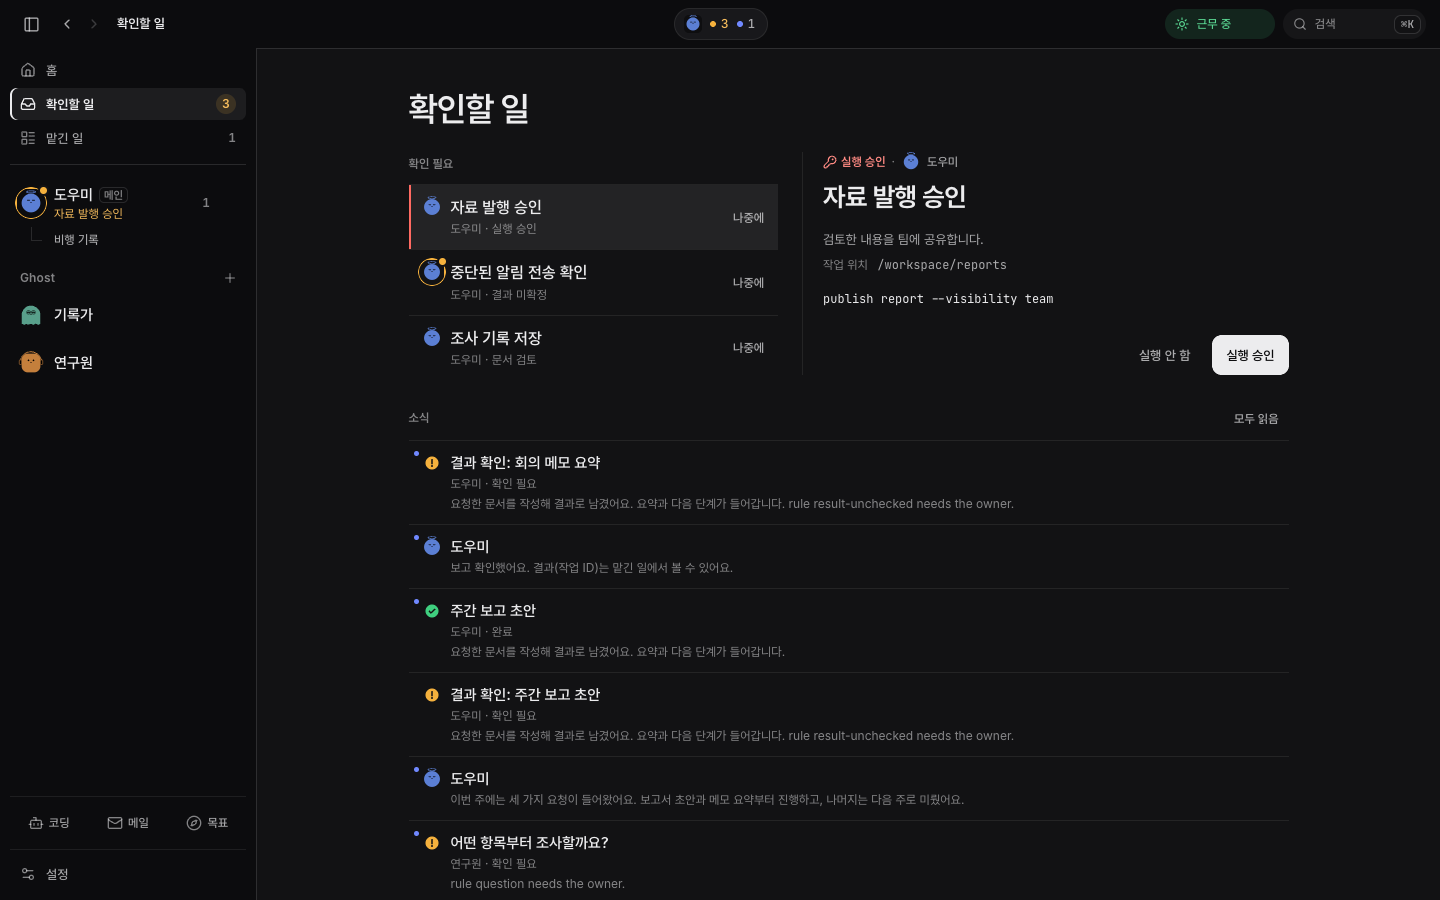 확인할 일
3 1
근무 중
검색 ⌘K
홈
확인할 일 3
맡긴 일 1
도우미 메인 1
자료 발행 승인
비행 기록
Ghost
기록가
연구원
코딩 메일 목표
설정
확인할 일
확인 필요
자료 발행 승인
도우미 · 실행 승인
나중에
중단된 알림 전송 확인
도우미 · 결과 미확정
나중에
조사 기록 저장
도우미 · 문서 검토
나중에
실행 승인 · 도우미
자료 발행 승인
검토한 내용을 팀에 공유합니다.
작업 위치 /workspace/reports
publish report --visibility team
실행 안 함 실행 승인
소식 모두 읽음
결과 확인: 회의 메모 요약
도우미 · 확인 필요
요청한 문서를 작성해 결과로 남겼어요. 요약과 다음 단계가 들어갑니다. rule result-unchecked needs the owner.
도우미
보고 확인했어요. 결과(작업 ID)는 맡긴 일에서 볼 수 있어요.
주간 보고 초안
도우미 · 완료
요청한 문서를 작성해 결과로 남겼어요. 요약과 다음 단계가 들어갑니다.
결과 확인: 주간 보고 초안
도우미 · 확인 필요
요청한 문서를 작성해 결과로 남겼어요. 요약과 다음 단계가 들어갑니다. rule result-unchecked needs the owner.
도우미
이번 주에는 세 가지 요청이 들어왔어요. 보고서 초안과 메모 요약부터 진행하고, 나머지는 다음 주로 미뤘어요.
어떤 항목부터 조사할까요?
연구원 · 확인 필요
rule question needs the owner.